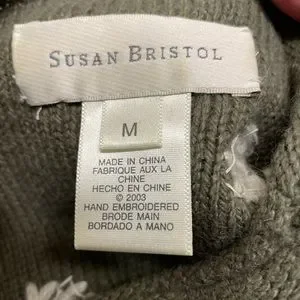 SUSAN BRISTOL
M
MADE IN CHINA
FABRIQUE AUX LA
CHINE
HECHO EN CHINE
© 2003
HAND EMBROIDERED
BRODE MAIN
BORDADO A MANO